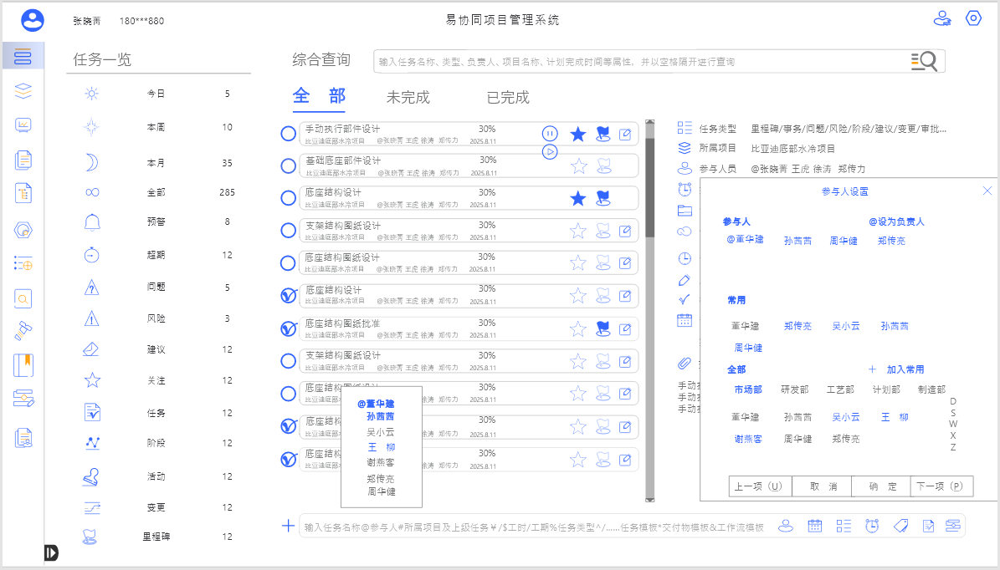 张晓菁 180***880
易协同项目管理系统
任务一览
今日 5
本周 10
本月 35
全部 285
预警 8
超期 12
问题 5
风险 3
建议 12
关注 12
任务 12
阶段 12
活动 12
变更 12
里程碑 12
综合查询
输入任务名称、类型、负责人、项目名称、计划完成时间等属性，并以空格隔开进行查询
全 部 未完成 已完成
手动执行部件设计 30%
比亚迪底部水冷项目 @张晓菁 王虎 徐涛 郑传力 2025.8.11
基础底座部件设计 30%
比亚迪底部水冷项目 @张晓菁 王虎 徐涛 郑传力 2025.8.11
底座结构设计 30%
比亚迪底部水冷项目 @张晓菁 王虎 徐涛 郑传力 2025.8.11
支架结构图纸设计 30%
比亚迪底部水冷项目 @张晓菁 王虎 徐涛 郑传力 2025.8.11
底座结构图纸设计 30%
比亚迪底部水冷项目 @张晓菁 王虎 徐涛 郑传力 2025.8.11
底座结构设计 30%
比亚迪底部水冷项目 @张晓菁 王虎 徐涛 郑传力 2025.8.11
底座结构图纸批准 30%
比亚迪底部水冷项目 @张晓菁 王虎 徐涛 郑传力 2025.8.11
支架结构图纸设计 30%
比亚迪底部水冷项目 @张晓菁 王虎 徐涛 郑传力 2025.8.11
底座结构图纸设计 30%
比亚迪底部水冷 徐涛 郑传力 2025.8.11
底座结构 30%
比亚迪底部水冷 徐涛 郑传力 2025.8.11
底座结构 30%
比亚迪底部水冷 徐涛 郑传力 2025.8.11
@董华建
孙茜茜
吴小云
王 柳
谢燕客
郑传亮
周华健
输入任务名称@参与人#所属项目及上级任务￥/$工时/工期%任务类型^/……任务模板*交付物模板&工作流模板
任务类型 里程碑/事务/问题/风险/阶段/建议/变更/审批...
所属项目 比亚迪底部水冷项目
参与人员 @张晓菁 王虎 徐涛 郑传力
手动
手动
手动
参与人设置
参与人 @设为负责人
@董华建 孙茜茜 周华健 郑传亮
常用
董华建 郑传亮 吴小云 孙茜茜
周华健
全部 加入常用
市场部 研发部 工艺部 计划部 制造部
董华建 孙茜茜 吴小云 王 柳
谢燕客 周华健 郑传亮
D
S
W
X
Z
上一项（U） 取 消 确 定 下一项（P）